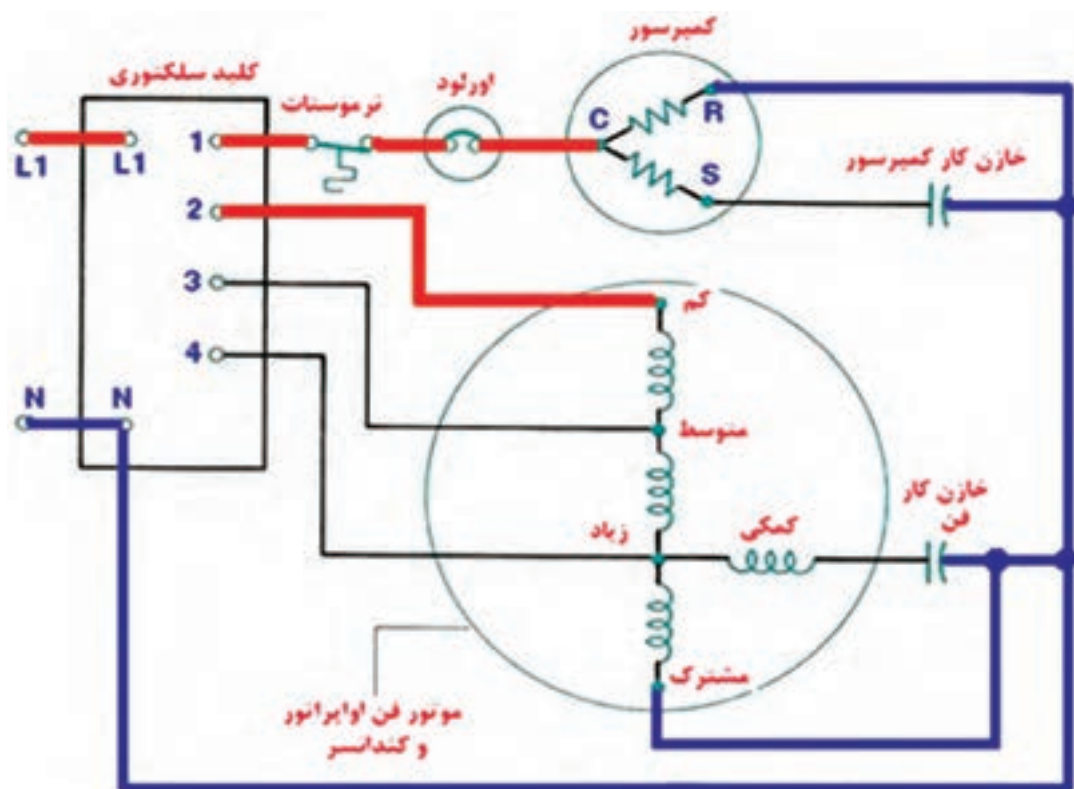 کمپرسور
کلید سلکتوری
اورلود
ترموستات
L1
L1
1
C
R
S
خازن کار کمپرسور
2
3
4
کم
N
N
متوسط
خازن کار
فن
کمکی
زیاد
مشترک
موتور فن اواپراتور
و کندانسر